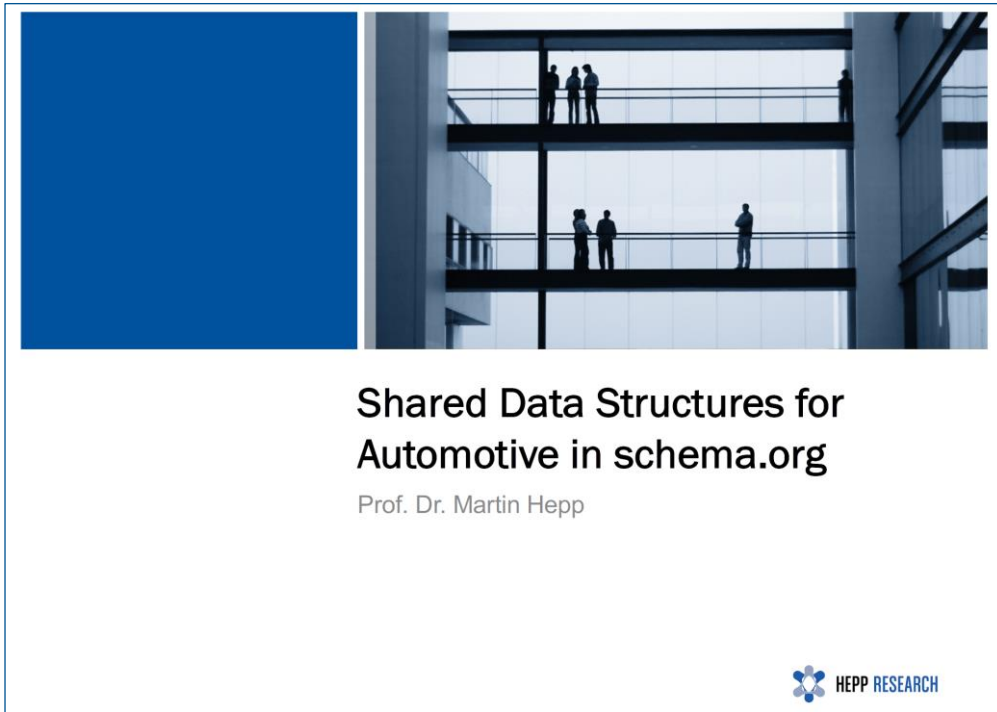 Shared Data Structures for
Automotive in schema.org
Prof. Dr. Martin Hepp
HEPP RESEARCH